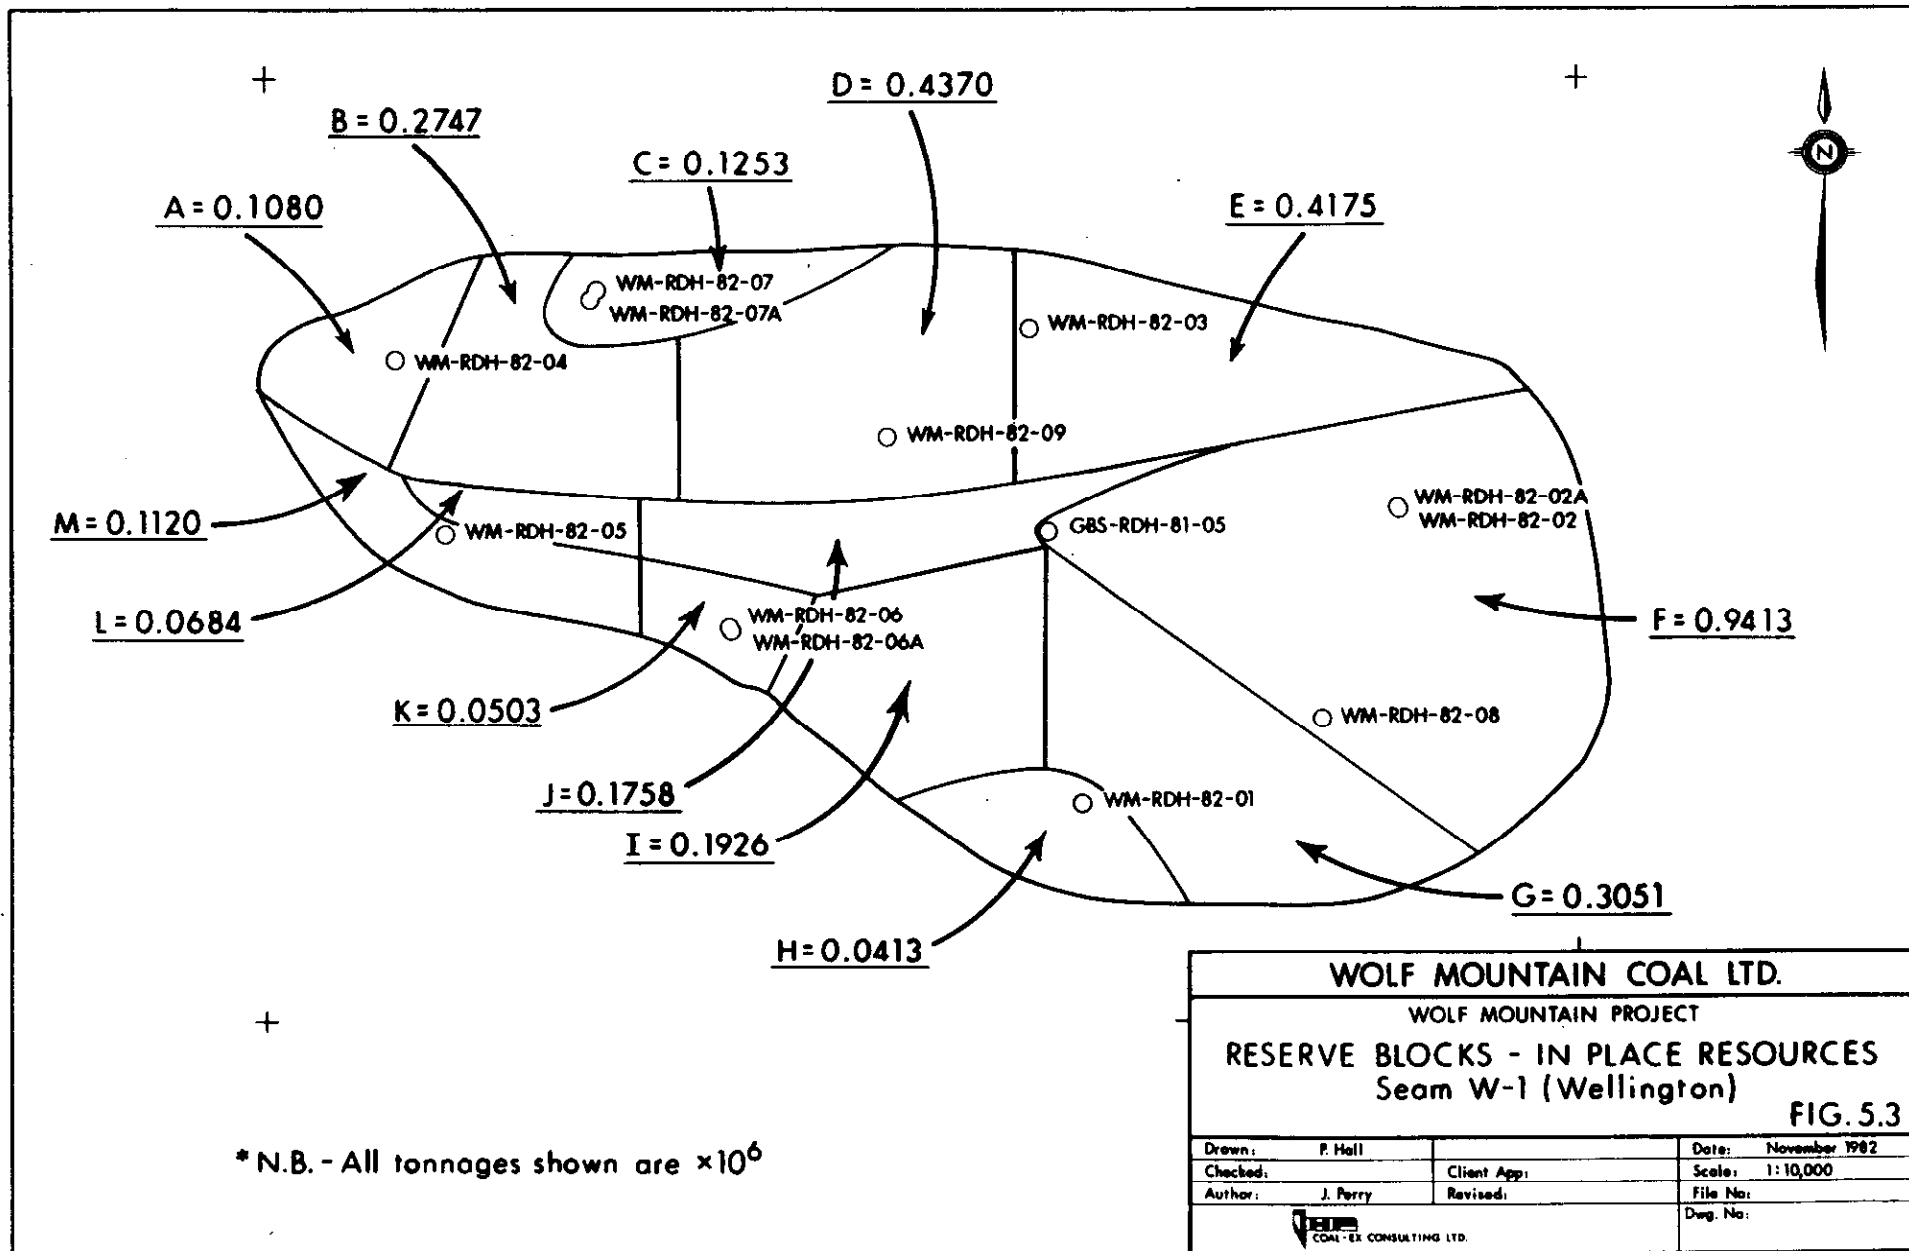 D = 0.4370
B = 0.2747
C = 0.1253
A = 0.1080
E = 0.4175
N
WM-RDH-82-07
WM-RDH-82-07A
WM-RDH-82-03
WM-RDH-82-04
WM-RDH-82-09
WM-RDH-82-02A
WM-RDH-82-02
M = 0.1120
WM-RDH-82-05
GBS-RDH-81-05
L = 0.0684
WM-RDH-82-06
WM-RDH-82-06A
F = 0.9413
K = 0.0503
WM-RDH-82-08
J = 0.1758
WM-RDH-82-01
I = 0.1926
G = 0.3051
H = 0.0413
WOLF MOUNTAIN COAL LTD.
WOLF MOUNTAIN PROJECT
RESERVE BLOCKS - IN PLACE RESOURCES
Seam W-1 (Wellington)
FIG. 5.3
* N.B. - All tonnages shown are ×10⁶
Drawn: P. Hall Date: November 1982
Checked: Client App: Scale: 1:10,000
Author: J. Perry Revised: File No:
Dwg. No:
COAL-EX CONSULTING LTD.